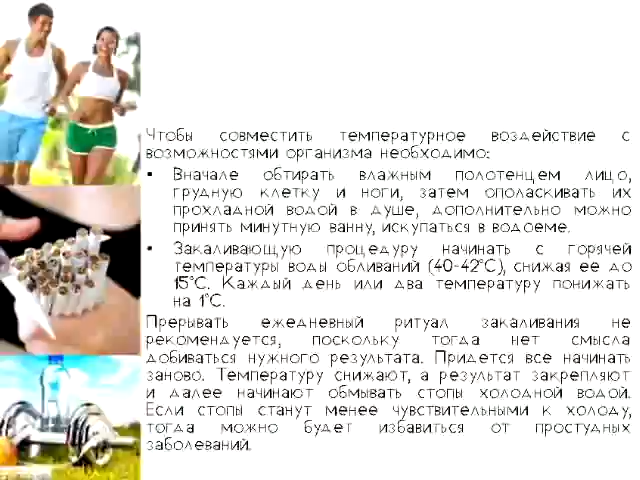 Чтобы совместить температурное воздействие с
возможностями организма необходимо:
• Вначале обтирать влажным полотенцем лицо,
грудную клетку и ноги, затем ополаскивать их
прохладной водой в душе, дополнительно можно
принять минутную ванну, искупаться в водоеме.
• Закаливающую процедуру начинать с горячей
температуры воды обливаний (40-42°С), снижая ее до
15°С. Каждый день или два температуру понижать
на 1°С.
Прерывать ежедневный ритуал закаливания не
рекомендуется, поскольку тогда нет смысла
добиваться нужного результата. Придется все начинать
заново. Температуру снижают, а результат закрепляют
и далее начинают обмывать стопы холодной водой.
Если стопы станут менее чувствительными к холоду,
тогда можно будет избавиться от простудных
заболеваний.